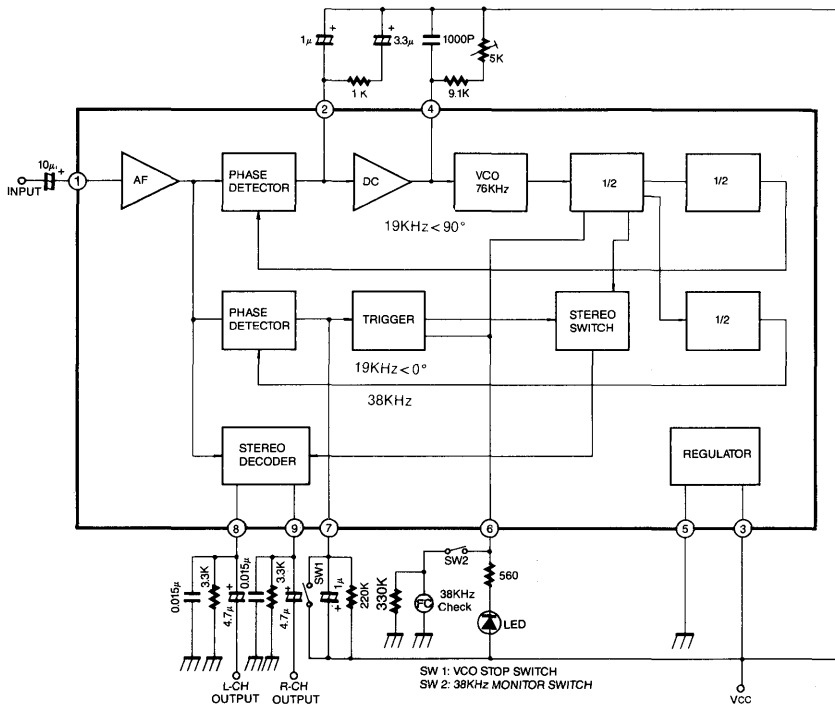 1µ
+
3.3µ
+
1000P
5K
1K
9.1K
2
4
10µ
+
INPUT
1
AF
PHASE
DETECTOR
DC
VCO
76KHz
1/2
1/2
19KHz<90°
PHASE
DETECTOR
TRIGGER
STEREO
SWITCH
1/2
19KHz<0°
38KHz
STEREO
DECODER
REGULATOR
8
9
7
6
5
3
0.015µ
3.3K
4.7µ
+
0.015µ
3.3K
4.7µ
+
SW1
1µ
+
220K
330K
SW2
FC
38KHz
Check
560
LED
L-CH
OUTPUT
R-CH
OUTPUT
SW 1: VCO STOP SWITCH
SW 2: 38KHz MONITOR SWITCH
VCC